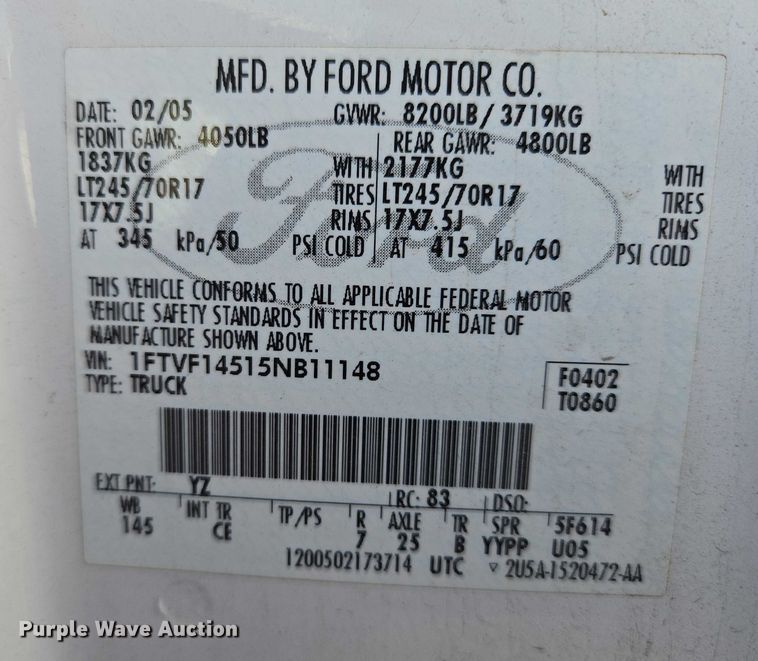 MFD. BY FORD MOTOR CO.
DATE: 02/05 GVWR: 8200LB/ 3719KG
FRONT GAWR: 4050LB REAR GAWR: 4800LB
1837KG WITH 2177KG WITH
LT245/70R17 TIRES LT245/70R17 TIRES
17X7.5J RIMS 17X7.5J RIMS
AT 345 kPa/50 PSI COLD AT 415 kPa/60 PSI COLD
Ford
THIS VEHICLE CONFORMS TO ALL APPLICABLE FEDERAL MOTOR
VEHICLE SAFETY STANDARDS IN EFFECT ON THE DATE OF
MANUFACTURE SHOWN ABOVE.
VIN: 1FTVF14515NB11148 F0402
TYPE: TRUCK T0860
EXT PNT: YZ RC: 83 DSO:
WB INT TR TP/PS R AXLE TR SPR 5F614
145 CE 7 25 B YYPP U05
1200502173714 UTC ▽ 2U5A-1520472-AA
Purple Wave Auction